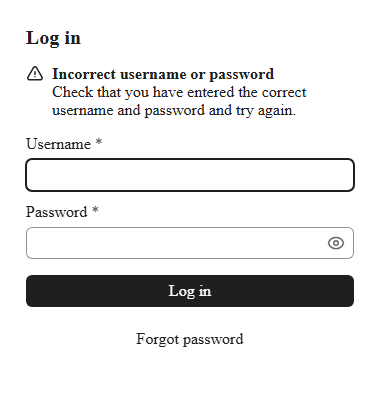 Log in
Incorrect username or password
Check that you have entered the correct
username and password and try again.
Username *
Password *
Log in
Forgot password